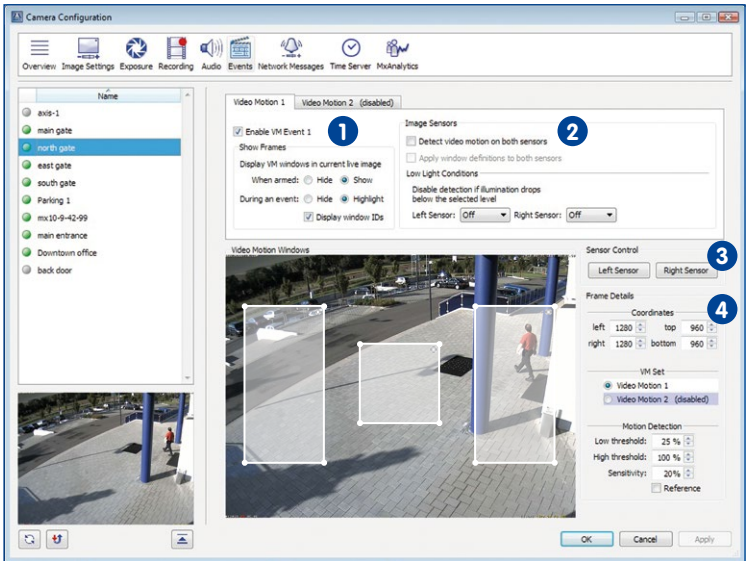 Camera Configuration
Overview Image Settings Exposure Recording Audio Events Network Messages Time Server MxAnalytics
Name
axis-1
main gate
north gate
east gate
south gate
Parking 1
mx10-9-42-99
main entrance
Downtown office
back door
Video Motion 1 Video Motion 2 (disabled)
Enable VM Event 1
1
Show Frames
Display VM windows in current live image
When armed: Hide Show
During an event: Hide Highlight
Display window IDs
Image Sensors
2
Detect video motion on both sensors
Apply window definitions to both sensors
Low Light Conditions
Disable detection if illumination drops
below the selected level
Left Sensor: Off Right Sensor: Off
Video Motion Windows
Sensor Control
3
Left Sensor Right Sensor
Frame Details
4
Coordinates
left 1280 top 960
right 1280 bottom 960
VM Set
Video Motion 1
Video Motion 2 (disabled)
Motion Detection
Low threshold: 25 %
High threshold: 100 %
Sensitivity: 20%
Reference
OK Cancel Apply